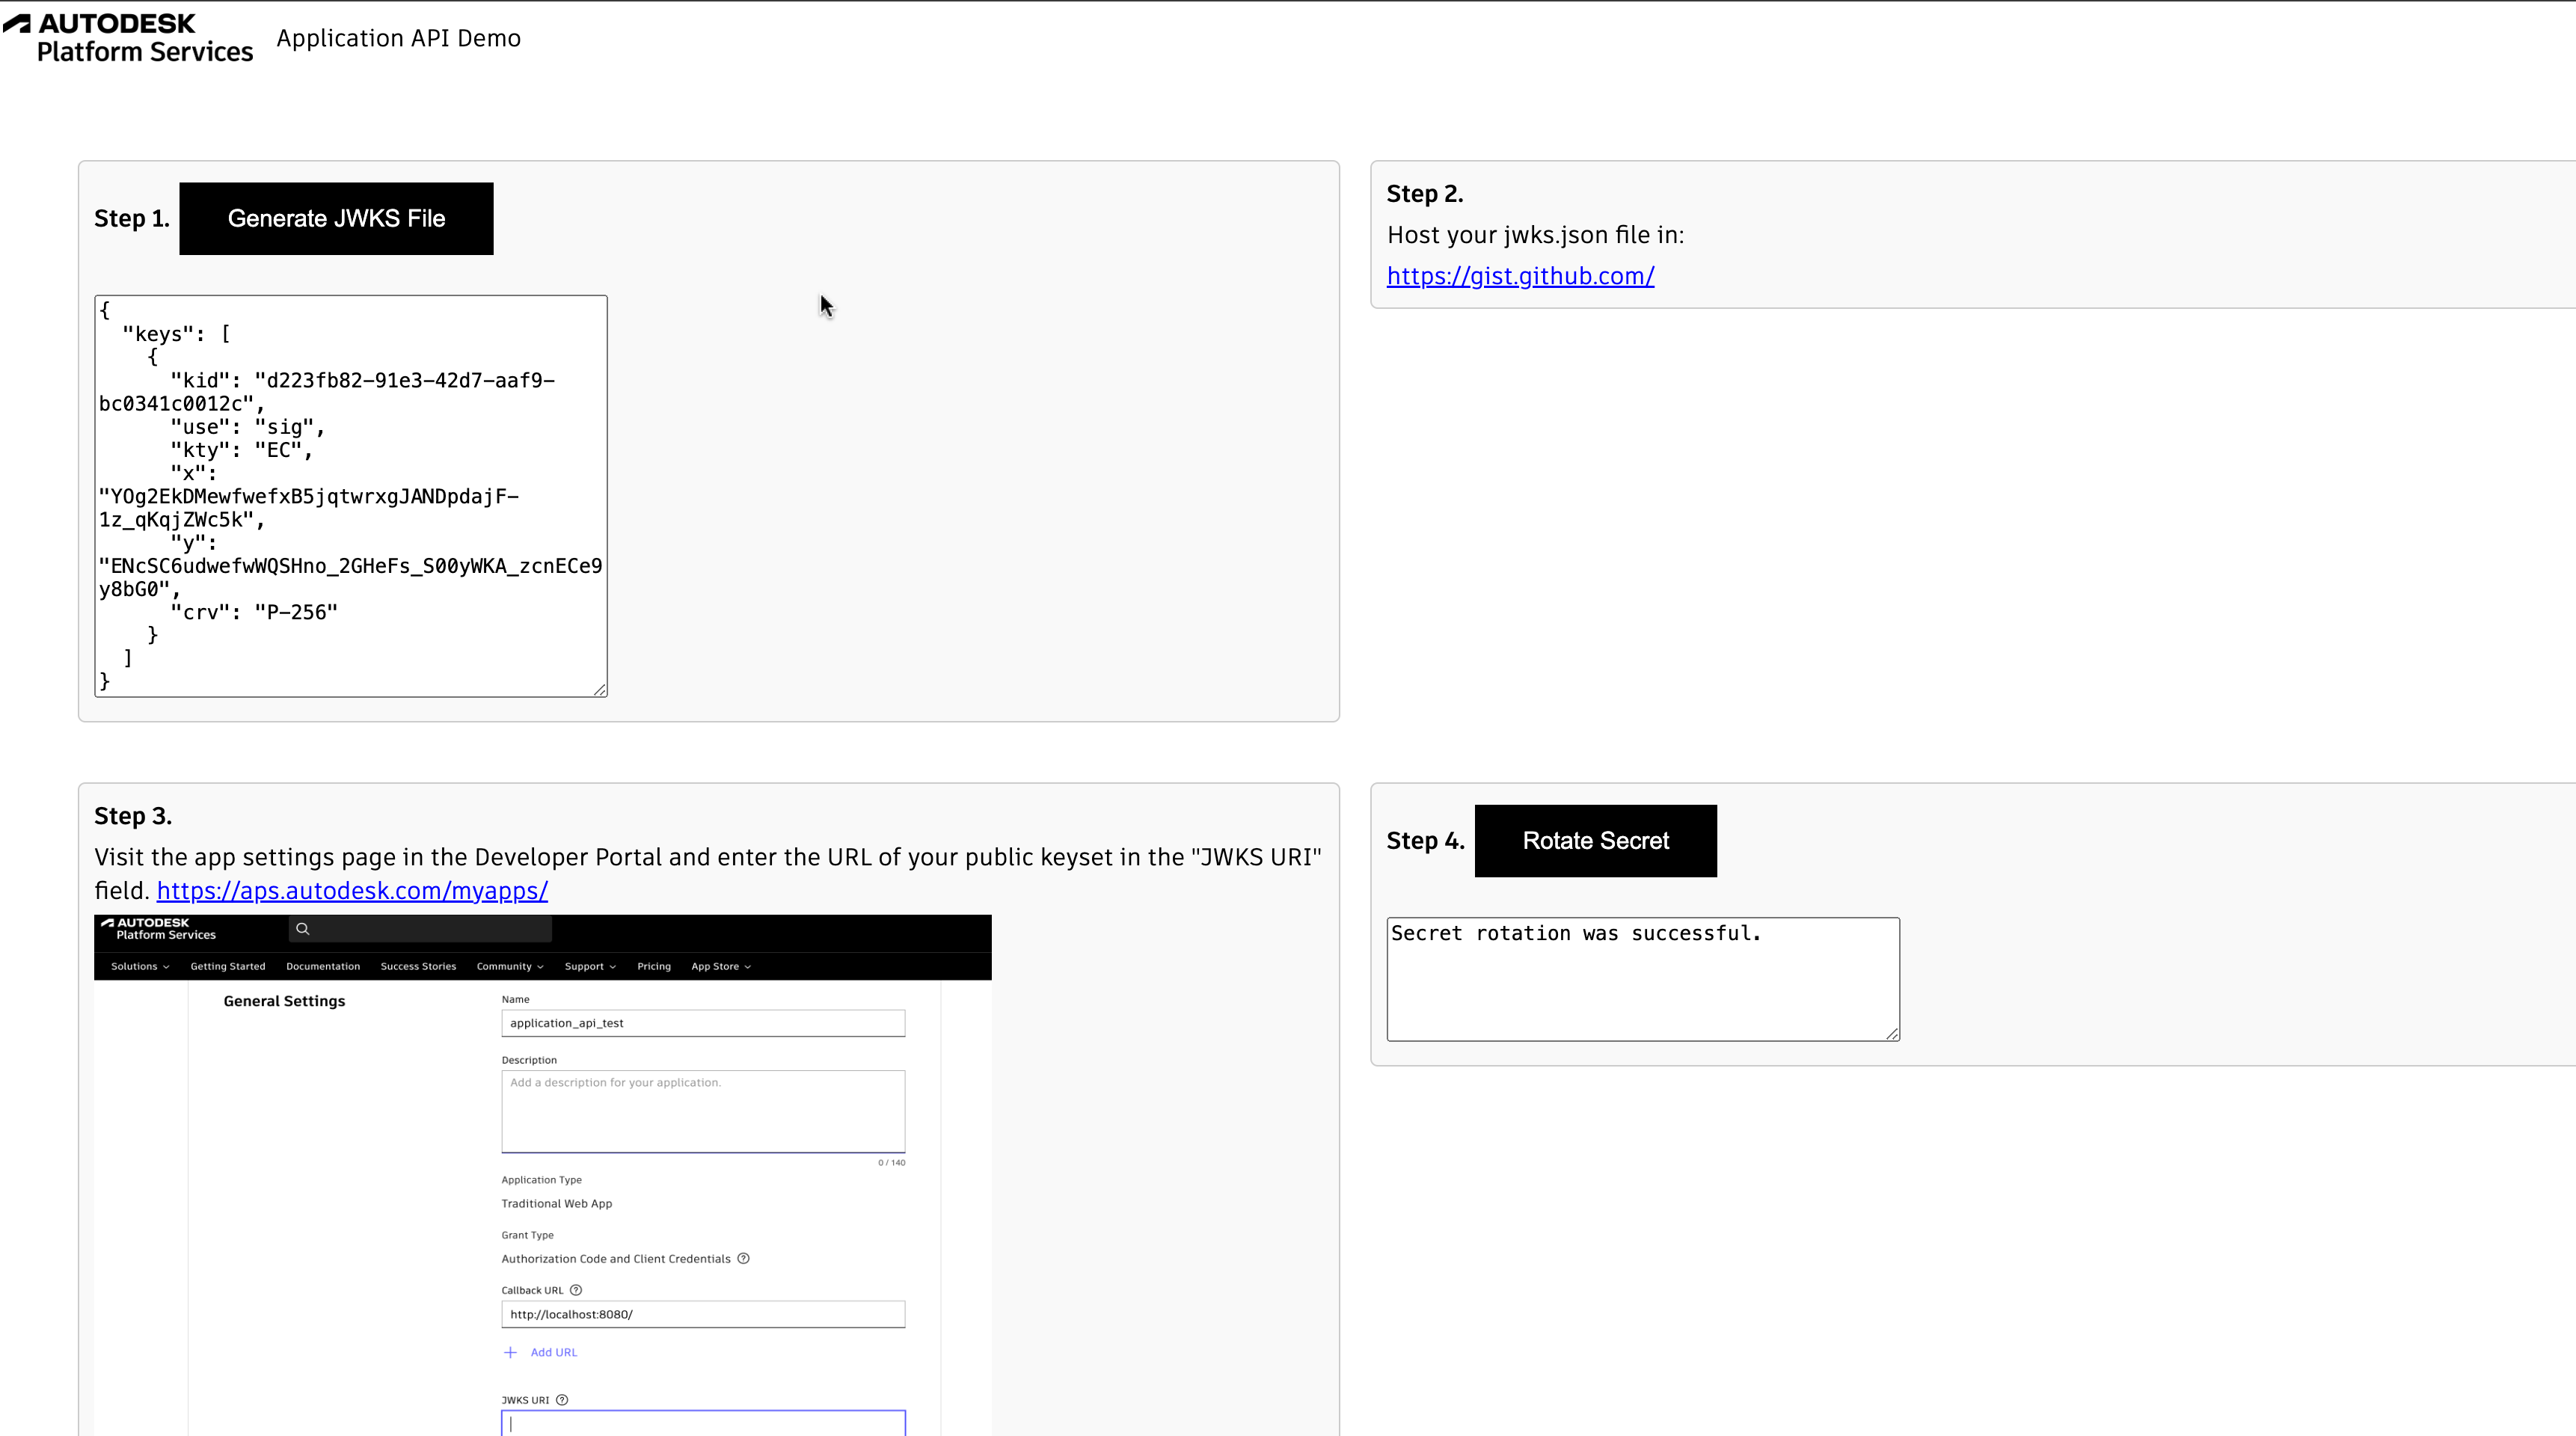 AUTODESK
Platform Services
Application API Demo
Step 1.
Generate JWKS File
{
"keys": [
{
"kid": "d223fb82-91e3-42d7-aaf9-
bc0341c0012c",
"use": "sig",
"kty": "EC",
"x":
"YOg2EkDMewfwefxB5jqtwrxgJANDpdajF-
1z_qKqjZWc5k",
"y":
"ENcSC6udwefwWQSHno_2GHeFs_S00yWKA_zcnECe9
y8bG0",
"crv": "P-256"
}
]
}
Step 2.
Host your jwks.json file in:
https://gist.github.com/
Step 3.
Visit the app settings page in the Developer Portal and enter the URL of your public keyset in the "JWKS URI"
field. https://aps.autodesk.com/myapps/
AUTODESK
Platform Services
Solutions Getting Started Documentation Success Stories Community Support Pricing App Store
General Settings
Name
application_api_test
Description
Add a description for your application.
0 / 140
Application Type
Traditional Web App
Grant Type
Authorization Code and Client Credentials
Callback URL
http://localhost:8080/
+ Add URL
JWKS URI
Step 4.
Rotate Secret
Secret rotation was successful.